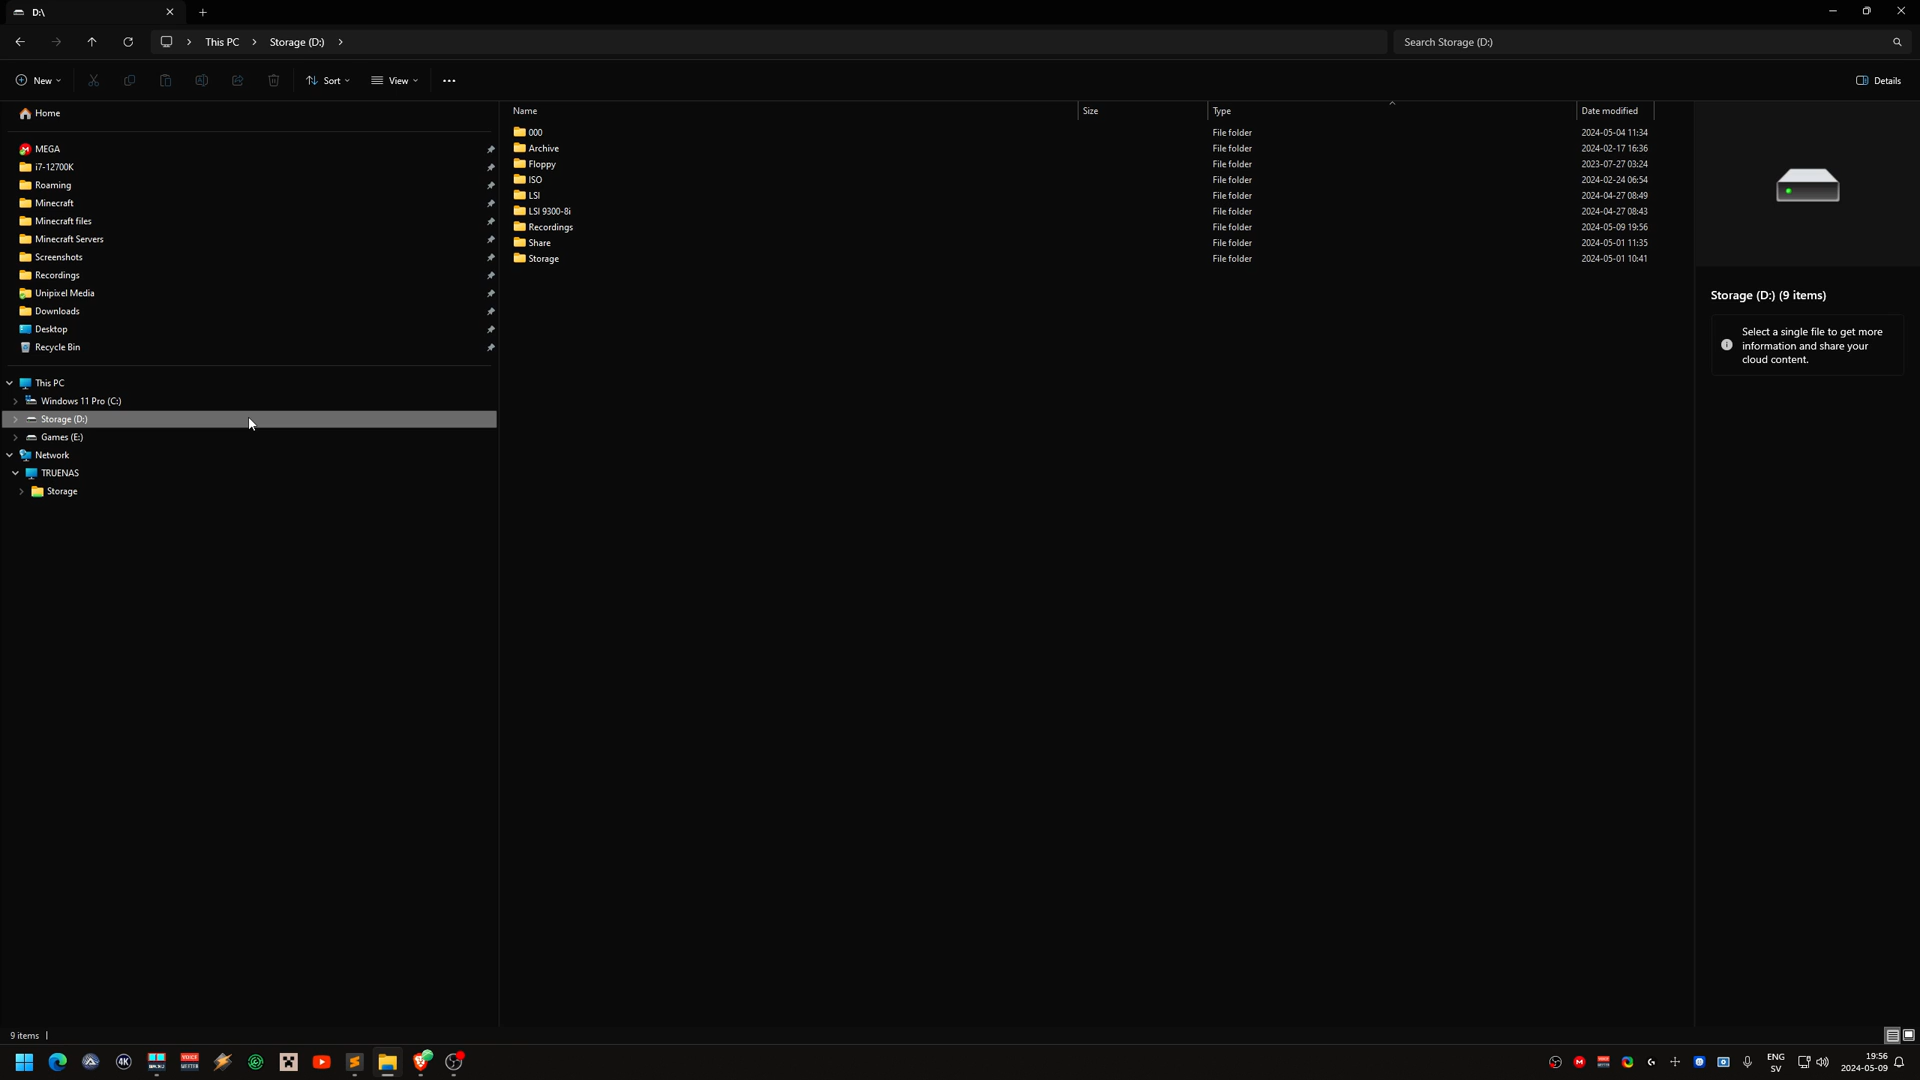 D:\
This PC
Storage (D:)
Search Storage (D:)
New
Sort
View
Details
Home
MEGA
i7-12700K
Roaming
Minecraft
Minecraft files
Minecraft Servers
Screenshots
Recordings
Unipixel Media
Downloads
Desktop
Recycle Bin
This PC
Windows 11 Pro (C:)
Storage (D:)
Games (E:)
Network
TRUENAS
Storage
Name Size Type Date modified
000 File folder 2024-05-04 11:34
Archive File folder 2024-02-17 16:36
Floppy File folder 2023-07-27 03:24
ISO File folder 2024-02-24 06:54
LSI File folder 2024-04-27 08:49
LSI 9300-8i File folder 2024-04-27 08:43
Recordings File folder 2024-05-09 19:56
Share File folder 2024-05-01 11:35
Storage File folder 2024-05-01 10:41
Storage (D:) (9 items)
Select a single file to get more
information and share your
cloud content.
9 items
4K
VOICE
MEETER
ENG
SV
19:56
2024-05-09